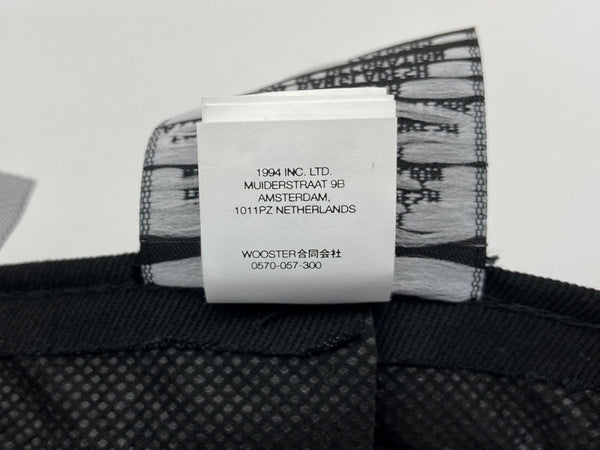 1994 INC. LTD.
MUIDERSTRAAT 9B
AMSTERDAM,
1011PZ NETHERLANDS
WOOSTER合同会社
0570-057-300